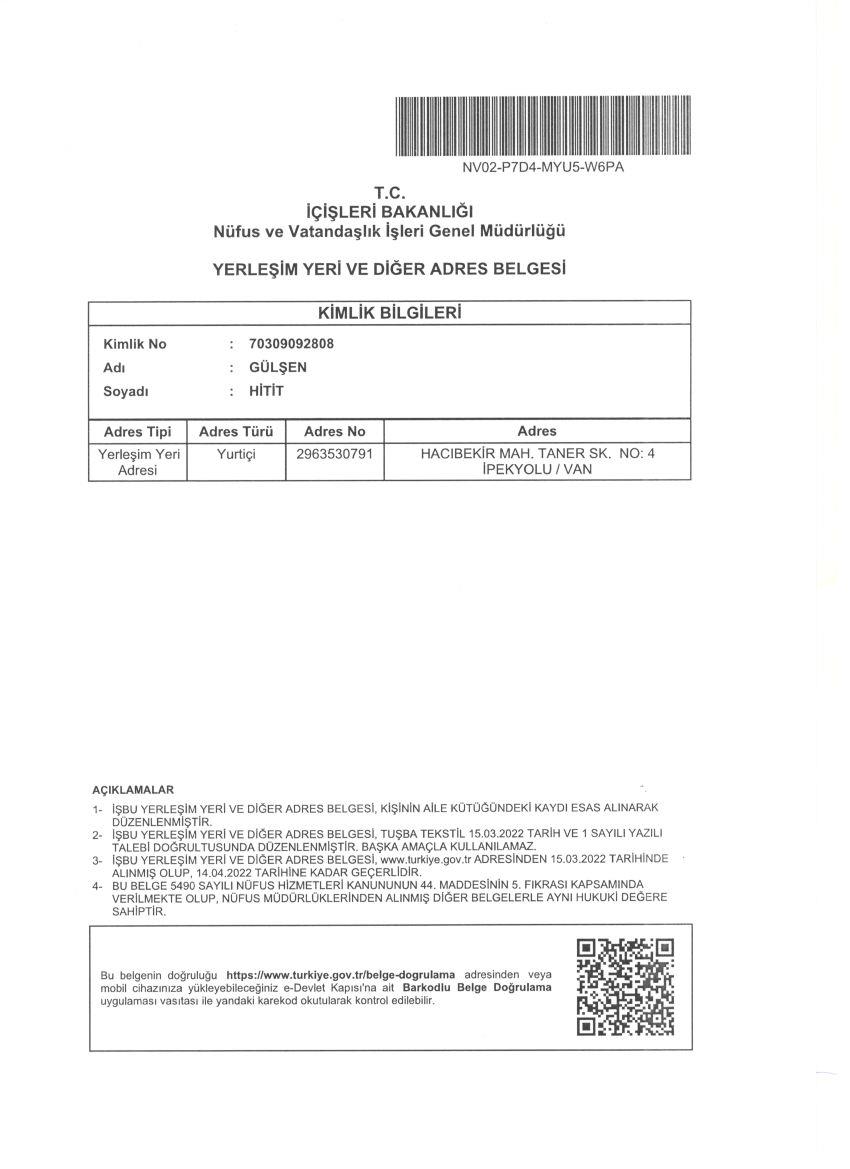 NV02-P7D4-MYU5-W6PA
T.C.
İÇİŞLERİ BAKANLIĞI
Nüfus ve Vatandaşlık İşleri Genel Müdürlüğü
YERLEŞİM YERİ VE DİĞER ADRES BELGESİ
KİMLİK BİLGİLERİ
Kimlik No : 70309092808
Adı : GÜLŞEN
Soyadı : HİTİT
Adres Tipi Adres Türü Adres No Adres
Yerleşim Yeri Yurtiçi 2963530791 HACIBEKİR MAH. TANER SK. NO: 4
Adresi İPEKYOLU / VAN
AÇIKLAMALAR
1- İŞBU YERLEŞİM YERİ VE DİĞER ADRES BELGESİ, KİŞİNİN AİLE KÜTÜĞÜNDEKİ KAYDI ESAS ALINARAK
DÜZENLENMİŞTİR.
2- İŞBU YERLEŞİM YERİ VE DİĞER ADRES BELGESİ, TUŞBA TEKSTİL 15.03.2022 TARİH VE 1 SAYILI YAZILI
TALEBİ DOĞRULTUSUNDA DÜZENLENMİŞTİR. BAŞKA AMAÇLA KULLANILAMAZ.
3- İŞBU YERLEŞİM YERİ VE DİĞER ADRES BELGESİ, www.turkiye.gov.tr ADRESİNDEN 15.03.2022 TARİHİNDE
ALINMIŞ OLUP, 14.04.2022 TARİHİNE KADAR GEÇERLİDİR.
4- BU BELGE 5490 SAYILI NÜFUS HİZMETLERİ KANUNUNUN 44. MADDESİNİN 5. FIKRASI KAPSAMINDA
VERİLMEKTE OLUP, NÜFUS MÜDÜRLÜKLERİNDEN ALINMIŞ DİĞER BELGELERLE AYNI HUKUKİ DEĞERE
SAHİPTİR.
Bu belgenin doğruluğu https://www.turkiye.gov.tr/belge-dogrulama adresinden veya
mobil cihazınıza yükleyebileceğiniz e-Devlet Kapısı'na ait Barkodlu Belge Doğrulama
uygulaması vasıtası ile yandaki karekod okutularak kontrol edilebilir.